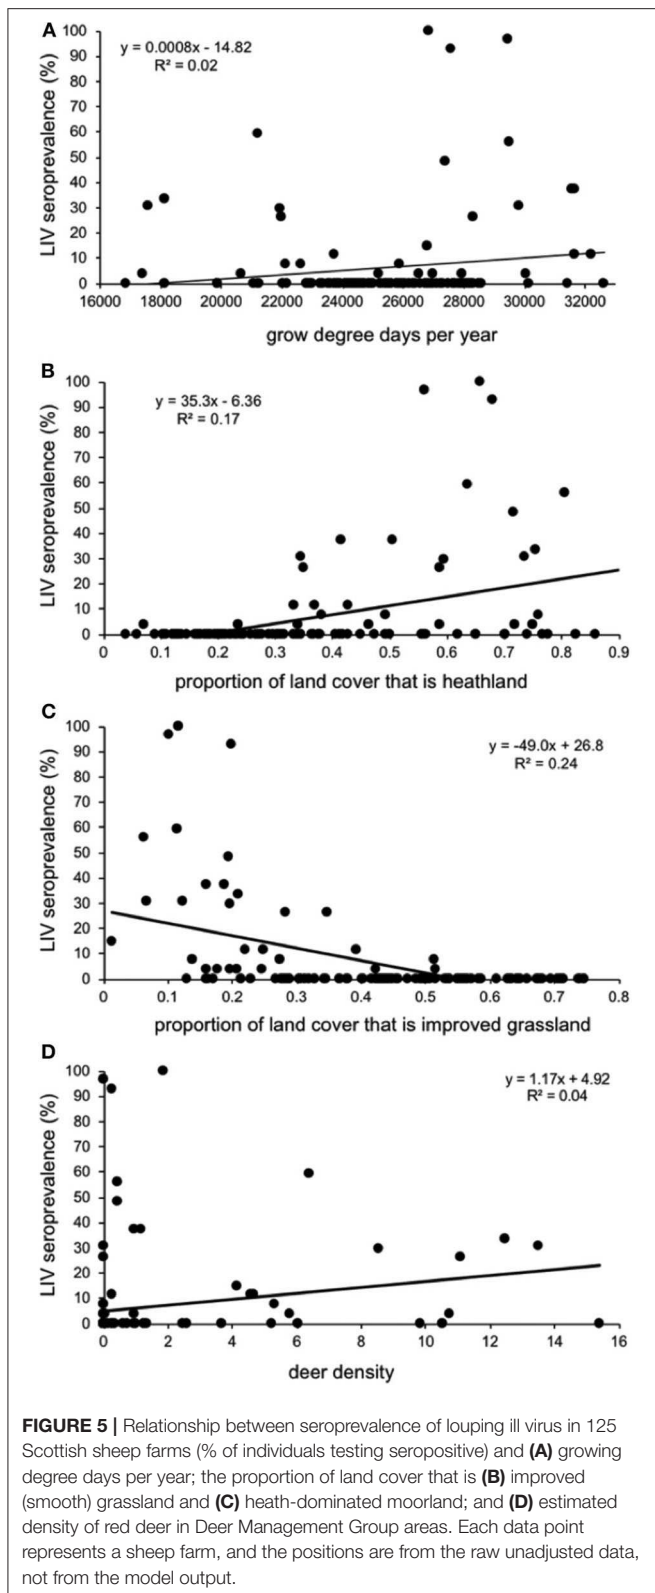 A
y = 0.0008x - 14.82
R² = 0.02
LIV seroprevalence (%)
100
90
80
70
60
50
40
30
20
10
0
16000 18000 20000 22000 24000 26000 28000 30000 32000
grow degree days per year
B
y = 35.3x - 6.36
R² = 0.17
LIV seroprevalence (%)
100
90
80
70
60
50
40
30
20
10
0
0 0.1 0.2 0.3 0.4 0.5 0.6 0.7 0.8 0.9
proportion of land cover that is heathland
C
y = -49.0x + 26.8
R² = 0.24
LIV seroprevalence (%)
100
90
80
70
60
50
40
30
20
10
0
0 0.1 0.2 0.3 0.4 0.5 0.6 0.7 0.8
proportion of land cover that is improved grassland
D
y = 1.17x + 4.92
R² = 0.04
LIV seroprevalence (%)
100
90
80
70
60
50
40
30
20
10
0
0 2 4 6 8 10 12 14 16
deer density
FIGURE 5 | Relationship between seroprevalence of louping ill virus in 125
Scottish sheep farms (% of individuals testing seropositive) and (A) growing
degree days per year; the proportion of land cover that is (B) improved
(smooth) grassland and (C) heath-dominated moorland; and (D) estimated
density of red deer in Deer Management Group areas. Each data point
represents a sheep farm, and the positions are from the raw unadjusted data,
not from the model output.